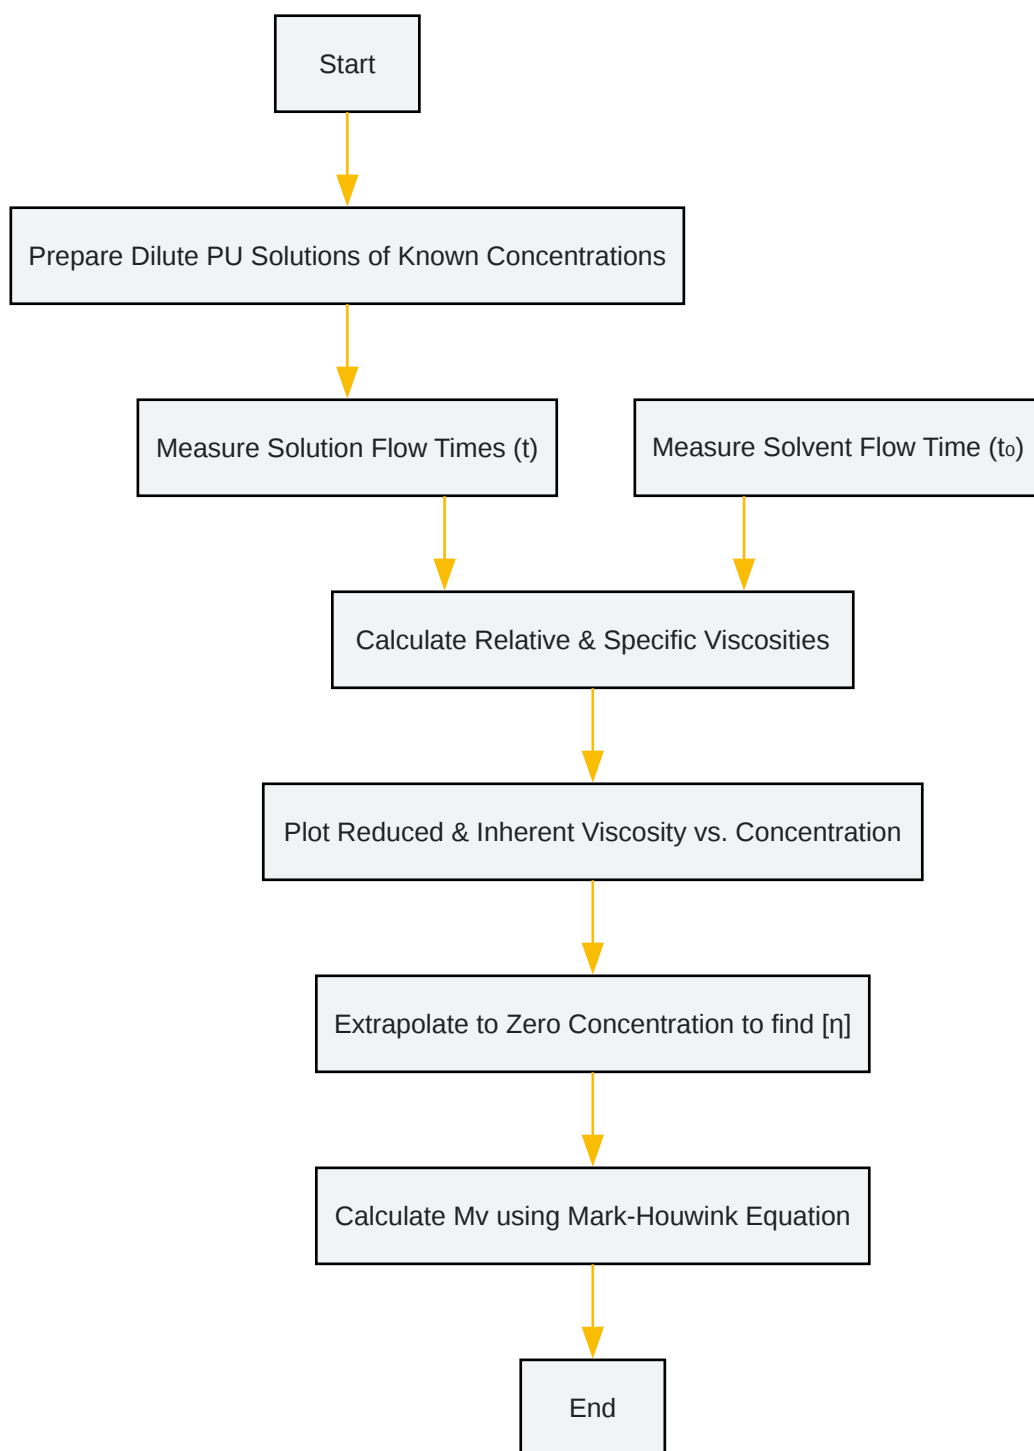 Start
Prepare Dilute PU Solutions of Known Concentrations
Measure Solution Flow Times (t)
Measure Solvent Flow Time (t₀)
Calculate Relative & Specific Viscosities
Plot Reduced & Inherent Viscosity vs. Concentration
Extrapolate to Zero Concentration to find [η]
Calculate Mv using Mark-Houwink Equation
End